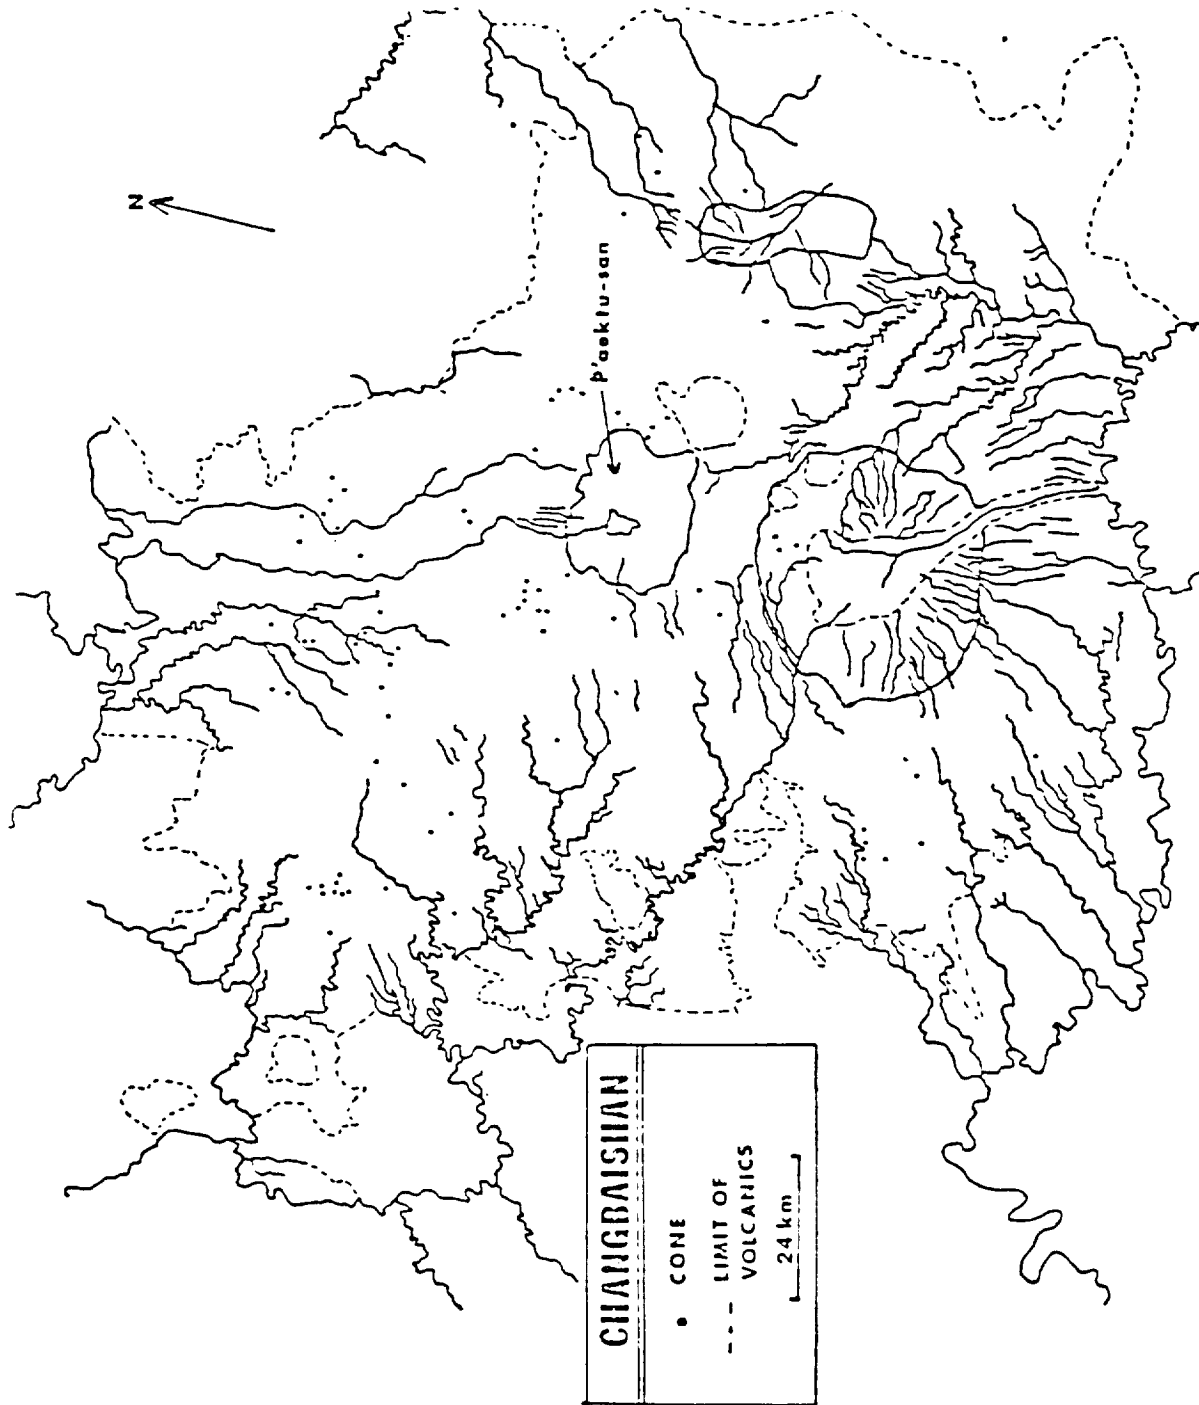 N
P'aektu-san
CHANGBAISHAN
• CONE
--- LIMIT OF
VOLCANICS
24 km